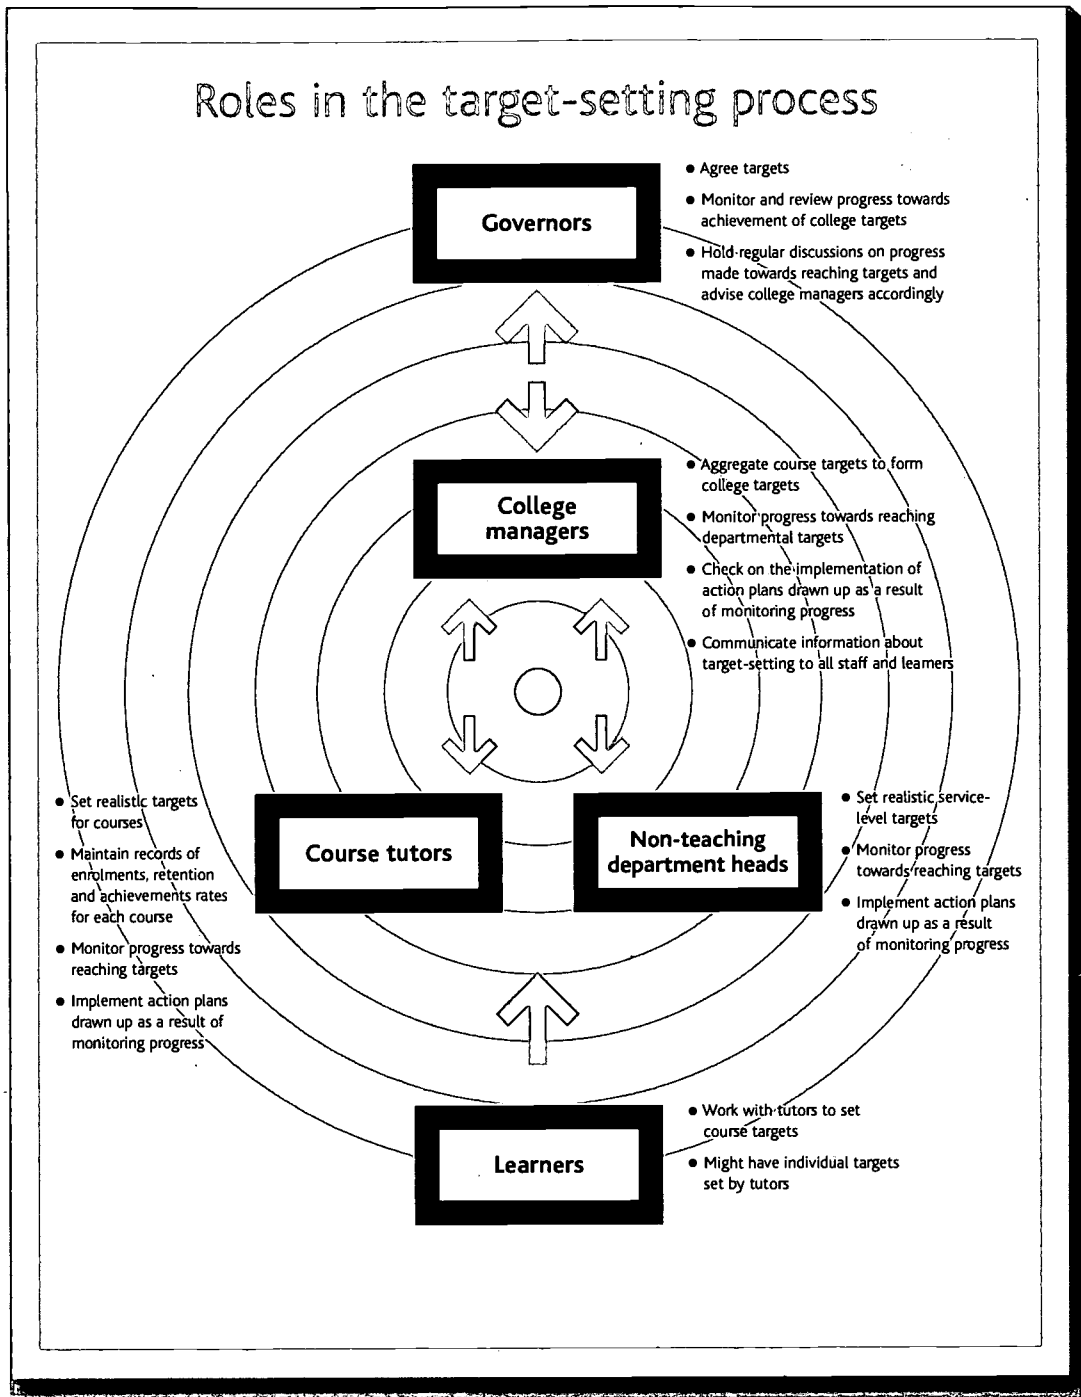 Roles in the target-setting process
Governors
● Agree targets
● Monitor and review progress towards
achievement of college targets
● Hold regular discussions on progress
made towards reaching targets and
advise college managers accordingly
College
managers
● Aggregate course targets to form
college targets
● Monitor progress towards reaching
departmental targets
● Check on the implementation of
action plans drawn up as a result
of monitoring progress
● Communicate information about
target-setting to all staff and learners
● Set realistic targets
for courses
● Maintain records of
enrolments, retention
and achievements rates
for each course
● Monitor progress towards
reaching targets
● Implement action plans
drawn up as a result of
monitoring progress
Course tutors
Non-teaching
department heads
● Set realistic service-
level targets
● Monitor progress
towards reaching targets
● Implement action plans
drawn up as a result
of monitoring progress
Learners
● Work with tutors to set
course targets
● Might have individual targets
set by tutors